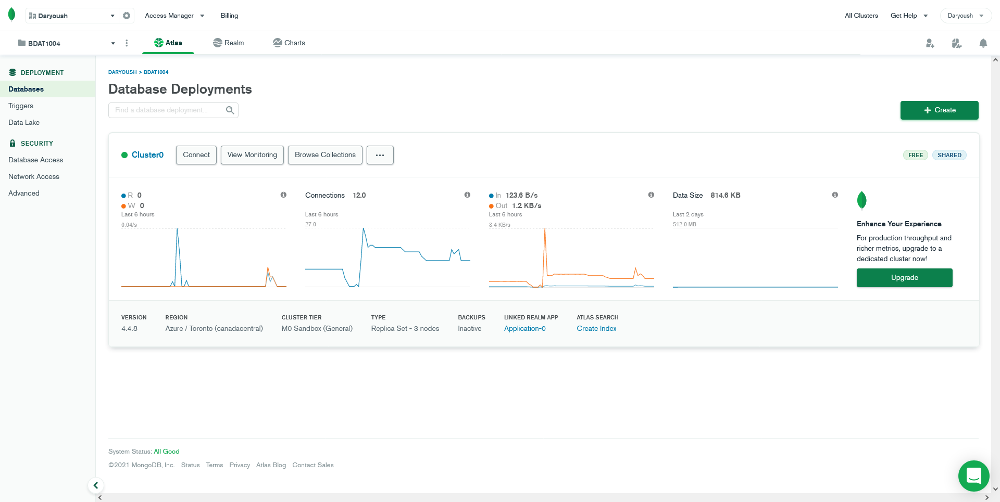 Daryoush
Access Manager
Billing
All Clusters
Get Help
Daryoush
BDAT1004
Atlas
Realm
Charts
DEPLOYMENT
Databases
Triggers
Data Lake
SECURITY
Database Access
Network Access
Advanced
DARYOUSH > BDAT1004
Database Deployments
Find a database deployment...
+ Create
Cluster0
Connect
View Monitoring
Browse Collections
...
FREE
SHARED
R 0
W 0
Last 6 hours
0.04/s
Connections 12.0
Last 6 hours
27.0
In 123.6 B/s
Out 1.2 KB/s
Last 6 hours
8.4 KB/s
Data Size 814.6 KB
Last 2 days
512.0 MB
Enhance Your Experience
For production throughput and
richer metrics, upgrade to a
dedicated cluster now!
Upgrade
VERSION
4.4.8
REGION
Azure / Toronto (canadacentral)
CLUSTER TIER
M0 Sandbox (General)
TYPE
Replica Set - 3 nodes
BACKUPS
Inactive
LINKED REALM APP
Application-0
ATLAS SEARCH
Create Index
System Status: All Good
©2021 MongoDB, Inc. Status Terms Privacy Atlas Blog Contact Sales